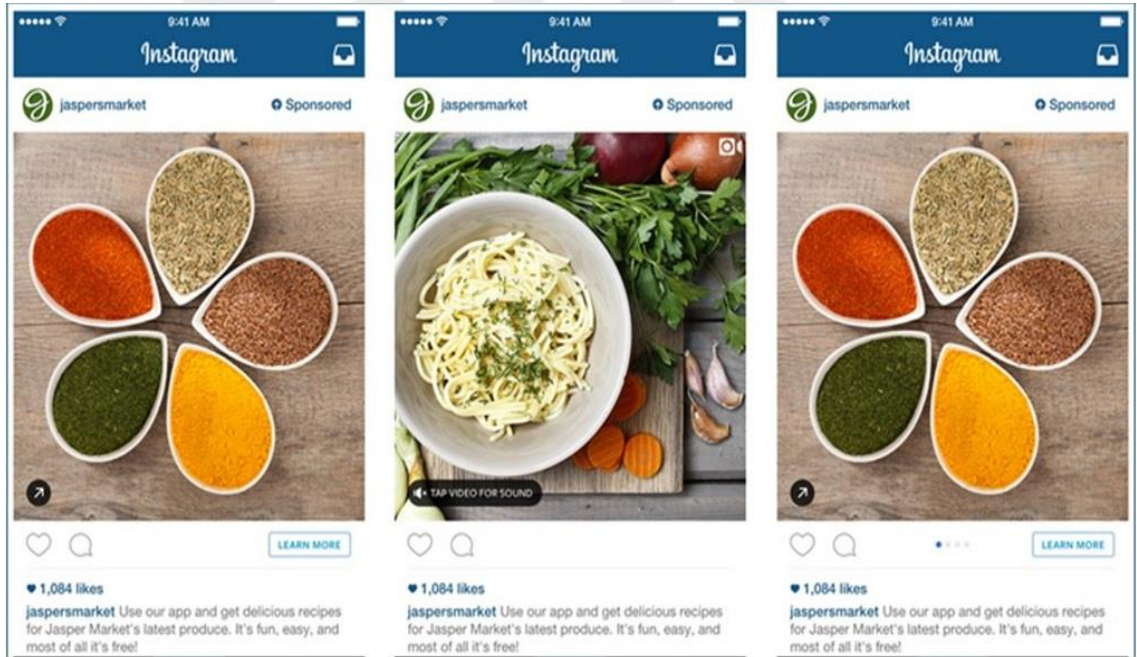 9:41 AM
Instagram
jaspersmarket
Sponsored
LEARN MORE
1,084 likes
jaspersmarket Use our app and get delicious recipes
for Jasper Market's latest produce. It's fun, easy, and
most of all it's free!
9:41 AM
Instagram
jaspersmarket
Sponsored
TAP VIDEO FOR SOUND
1,084 likes
jaspersmarket Use our app and get delicious recipes
for Jasper Market's latest produce. It's fun, easy, and
most of all it's free!
9:41 AM
Instagram
jaspersmarket
Sponsored
LEARN MORE
1,084 likes
jaspersmarket Use our app and get delicious recipes
for Jasper Market's latest produce. It's fun, easy, and
most of all it's free!